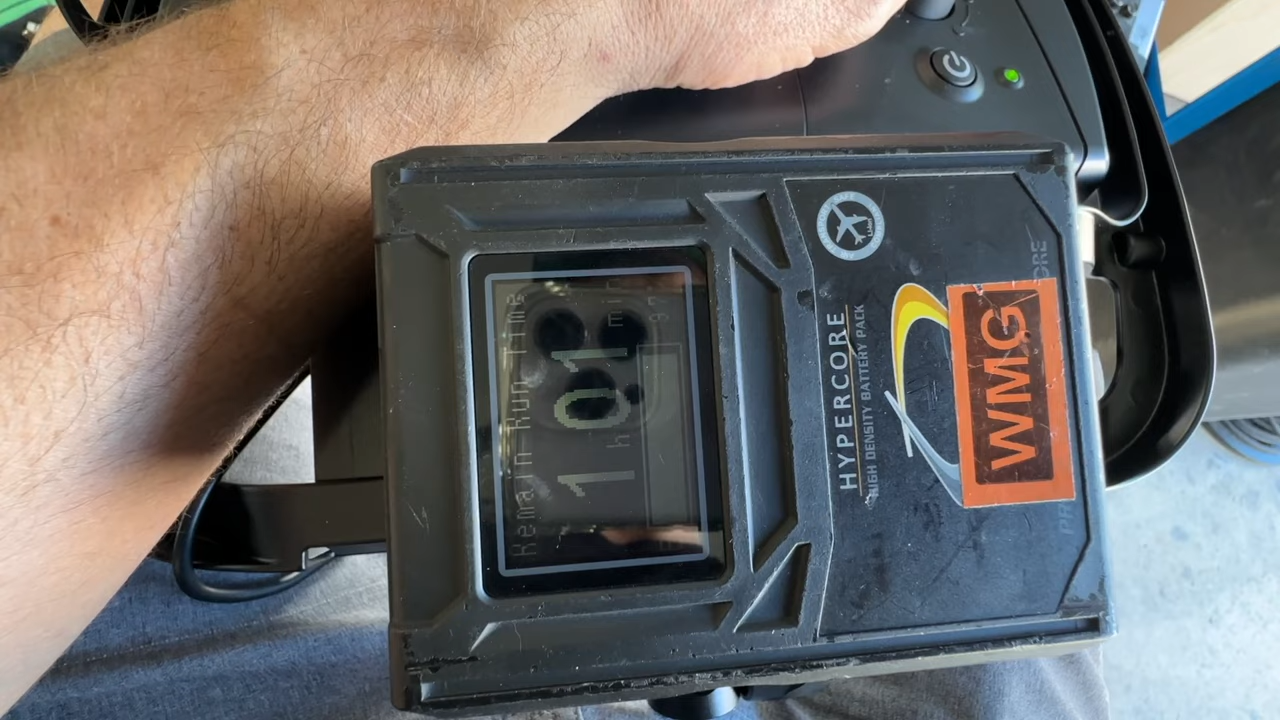 Remain Run Time
1 h 01 min
HYPERCORE
HIGH DENSITY BATTERY PACK
WMG